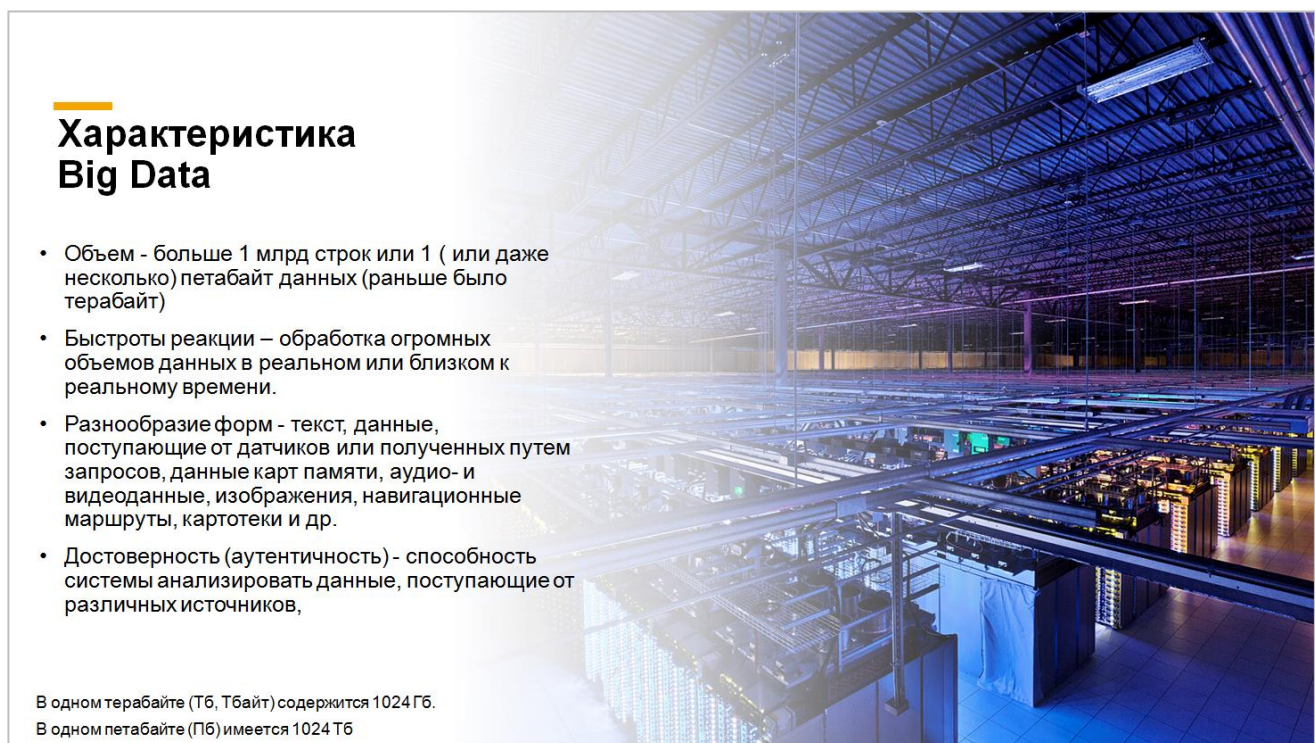 Характеристика
Big Data
• Объем - больше 1 млрд строк или 1 ( или даже
несколько) петабайт данных (раньше было
терабайт)
• Быстроты реакции – обработка огромных
объемов данных в реальном или близком к
реальному времени.
• Разнообразие форм - текст, данные,
поступающие от датчиков или полученных путем
запросов, данные карт памяти, аудио- и
видеоданные, изображения, навигационные
маршруты, картотеки и др.
• Достоверность (аутентичность) - способность
системы анализировать данные, поступающие от
различных источников,
В одном терабайте (Тб, Тбайт) содержится 1024 Гб.
В одном петабайте (Пб) имеется 1024 Тб